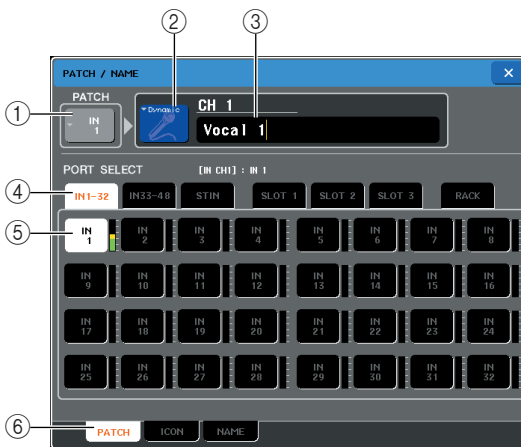 ② ③
PATCH / NAME ×
① PATCH IN 1
Dynamic
CH 1
Vocal 1
PORT SELECT [IN CH1] : IN 1
④ IN1-32 IN33-48 STIN SLOT 1 SLOT 2 SLOT 3 RACK
⑤ IN 1 IN 2 IN 3 IN 4 IN 5 IN 6 IN 7 IN 8
IN 9 IN 10 IN 11 IN 12 IN 13 IN 14 IN 15 IN 16
IN 17 IN 18 IN 19 IN 20 IN 21 IN 22 IN 23 IN 24
IN 25 IN 26 IN 27 IN 28 IN 29 IN 30 IN 31 IN 32
⑥ PATCH ICON NAME